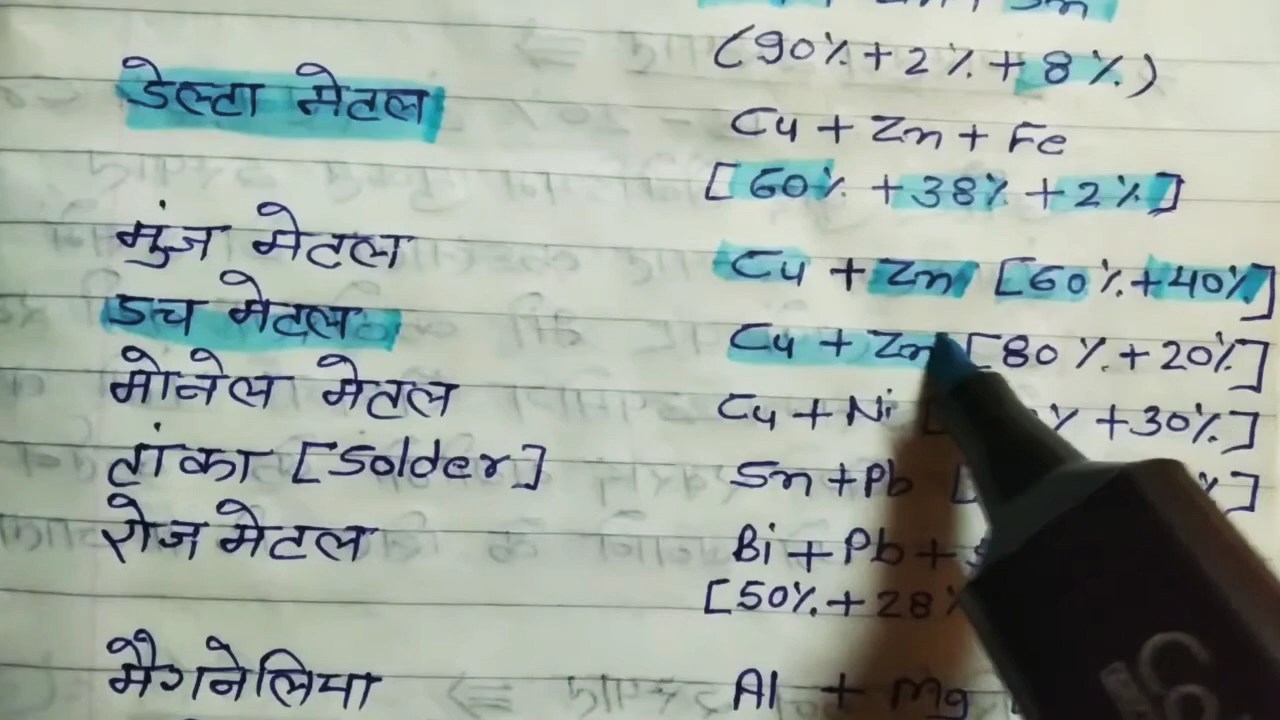 Sn
(90% + 2% + 8%)
डेल्टा मेटल Cu + Zn + Fe
[60% + 38% + 2%]
मुंज मेटल Cu + Zn [60% + 40%]
डच मेटल Cu + Zn [80% + 20%]
मोनेल मेटल Cu + Ni [ % + 30%]
टांका [Solder] Sn + Pb [ %]
रोज मेटल Bi + Pb +
[50% + 28%
मैगनेलिया Al + Mg